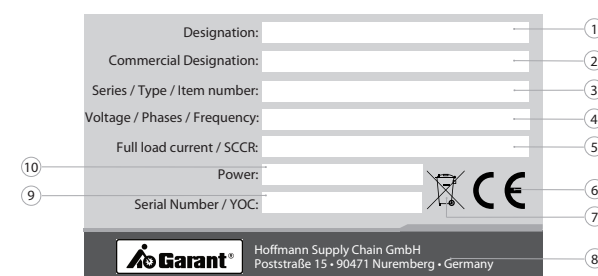 Designation:
1
Commercial Designation:
2
Series / Type / Item number:
3
Voltage / Phases / Frequency:
4
Full load current / SCCR:
5
10
Power:
CE
6
9
Serial Number / YOC:
7
Garant®
Hoffmann Supply Chain GmbH
Poststraße 15 • 90471 Nuremberg • Germany
8